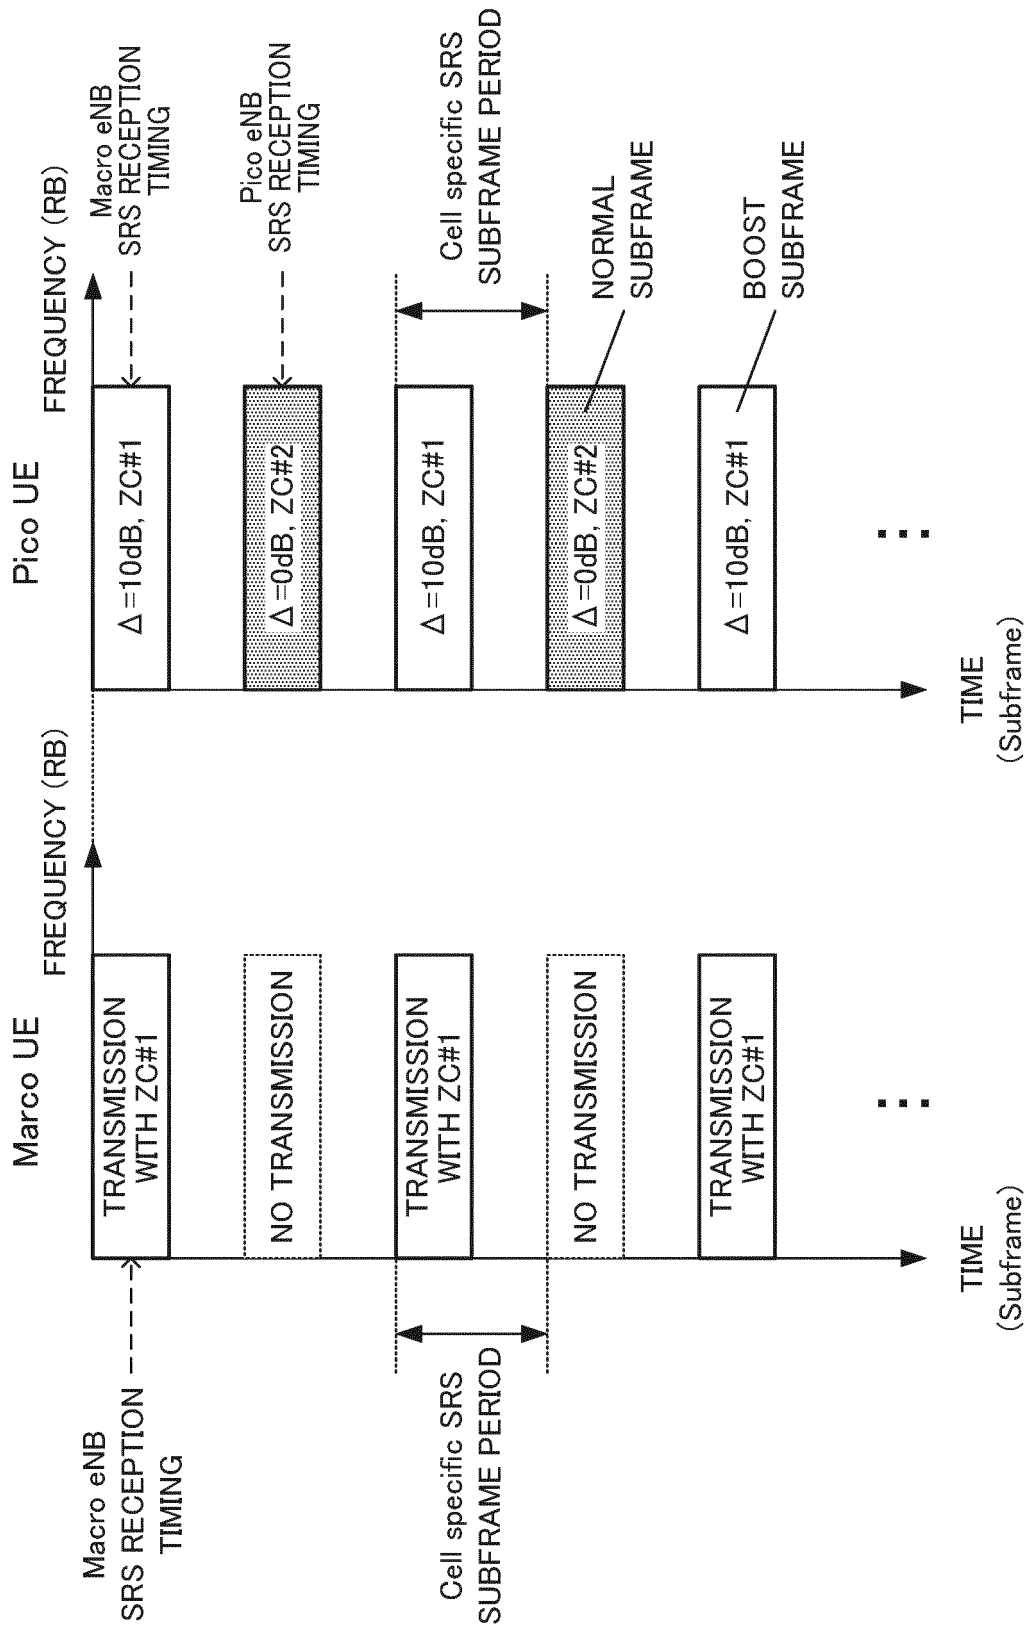 Marco UE
FREQUENCY (RB)
Macro eNB
SRS RECEPTION
TIMING
TRANSMISSION
WITH ZC#1
NO TRANSMISSION
TRANSMISSION
WITH ZC#1
NO TRANSMISSION
TRANSMISSION
WITH ZC#1
Cell specific SRS
SUBFRAME PERIOD
TIME
(Subframe)
Pico UE
FREQUENCY (RB)
Macro eNB
SRS RECEPTION
TIMING
Pico eNB
SRS RECEPTION
TIMING
Δ=10dB, ZC#1
Δ=0dB, ZC#2
Δ=10dB, ZC#1
Δ=0dB, ZC#2
Δ=10dB, ZC#1
Cell specific SRS
SUBFRAME PERIOD
NORMAL
SUBFRAME
BOOST
SUBFRAME
TIME
(Subframe)